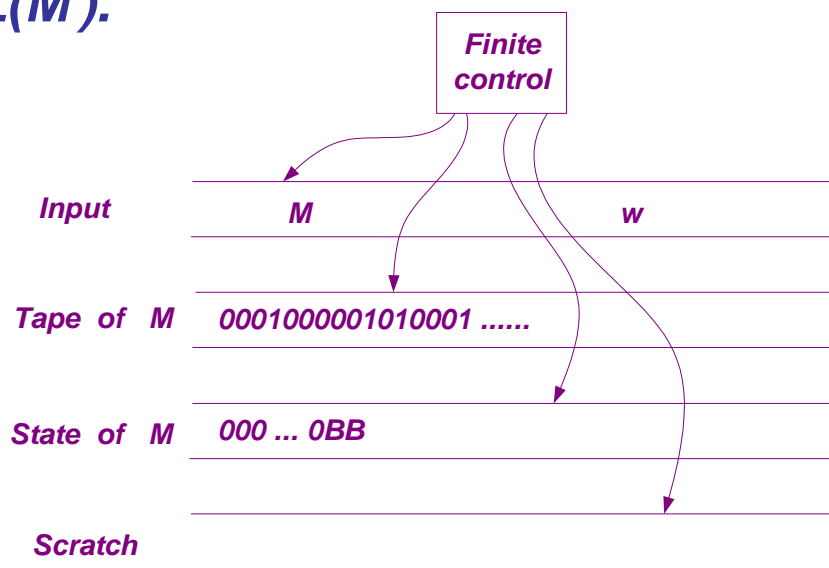 (M ).
Finite
control
Input M w
Tape of M 0001000001010001 ......
State of M 000 ... 0BB
Scratch